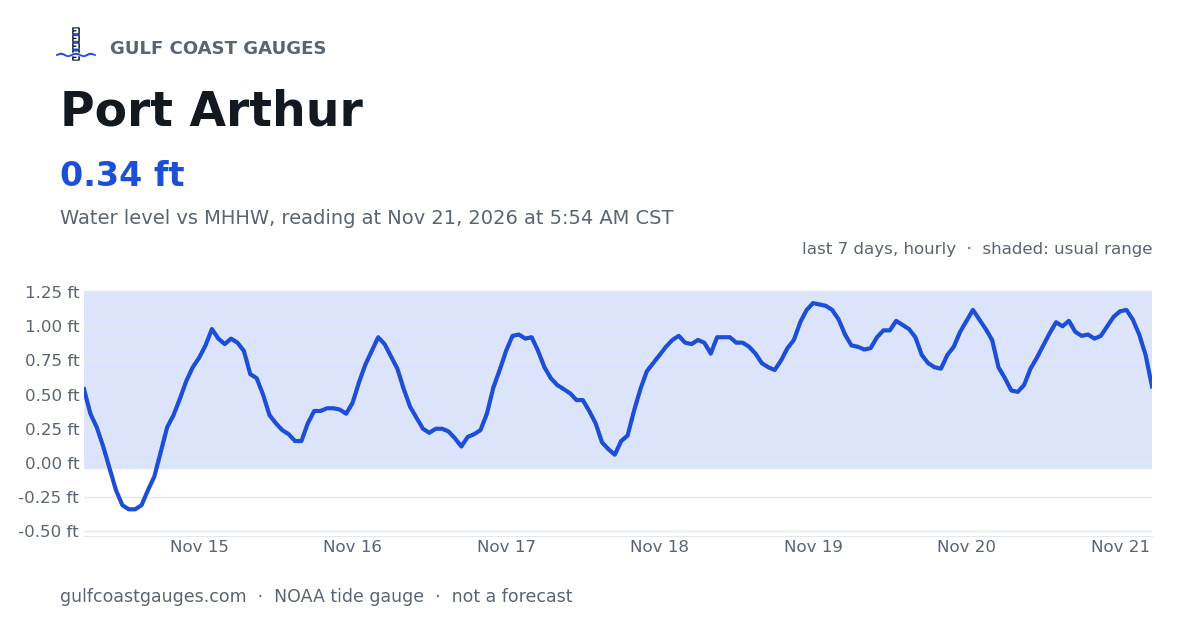 GULF COAST GAUGES
Port Arthur
0.34 ft
Water level vs MHHW, reading at Nov 21, 2026 at 5:54 AM CST
last 7 days, hourly · shaded: usual range
1.25 ft
1.00 ft
0.75 ft
0.50 ft
0.25 ft
0.00 ft
-0.25 ft
-0.50 ft
Nov 15 Nov 16 Nov 17 Nov 18 Nov 19 Nov 20 Nov 21
gulfcoastgauges.com · NOAA tide gauge · not a forecast